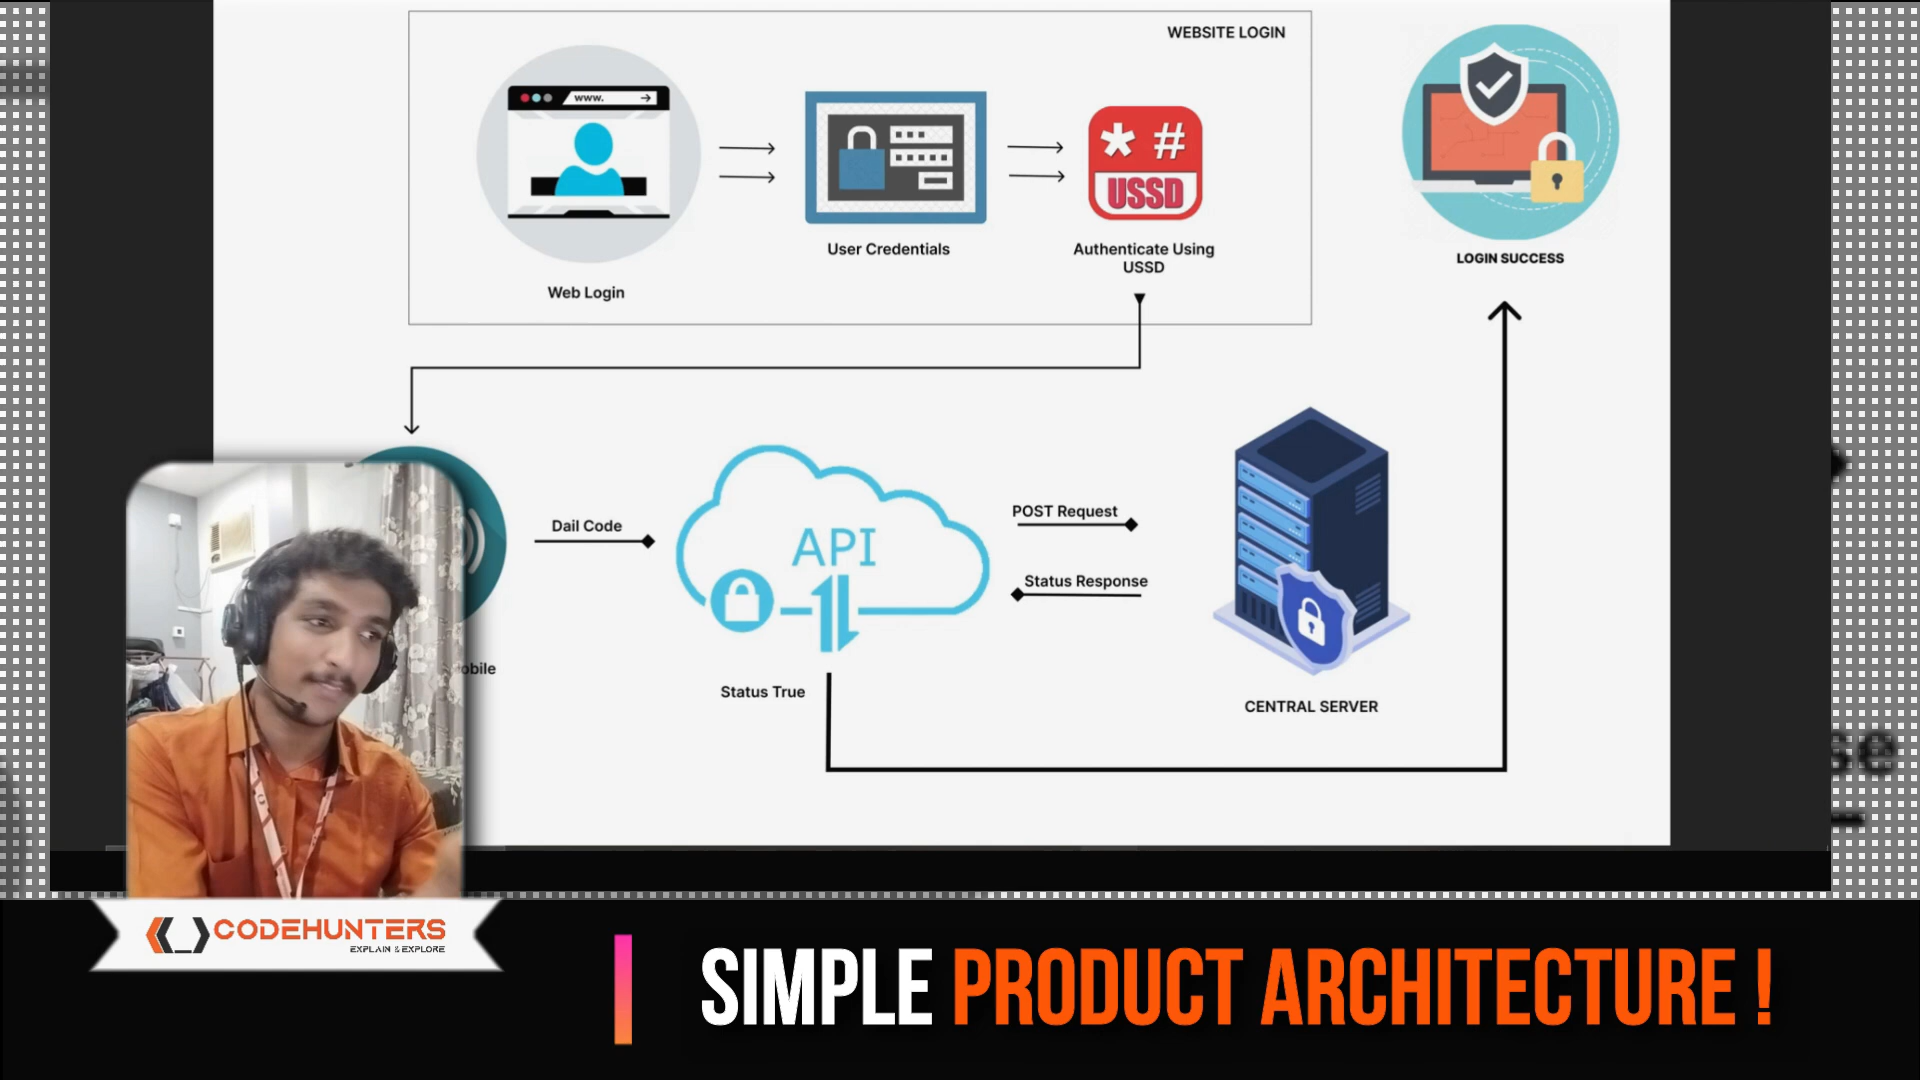 WEBSITE LOGIN
www.
* #
USSD
User Credentials
Authenticate Using
USSD
LOGIN SUCCESS
Web Login
POST Request
Dail Code
API
Status Response
obile
Status True
CENTRAL SERVER
CODEHUNTERS
EXPLAIN & EXPLORE
SIMPLE PRODUCT ARCHITECTURE !